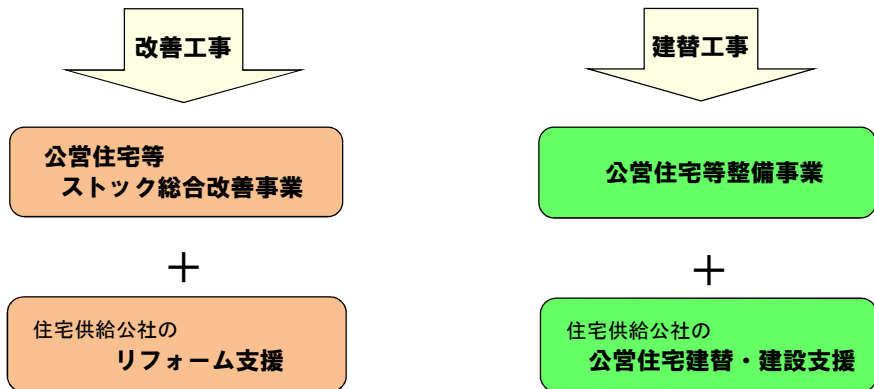 改善工事
公営住宅等
ストック総合改善事業
＋
住宅供給公社の
リフォーム支援
建替工事
公営住宅等整備事業
＋
住宅供給公社の
公営住宅建替・建設支援